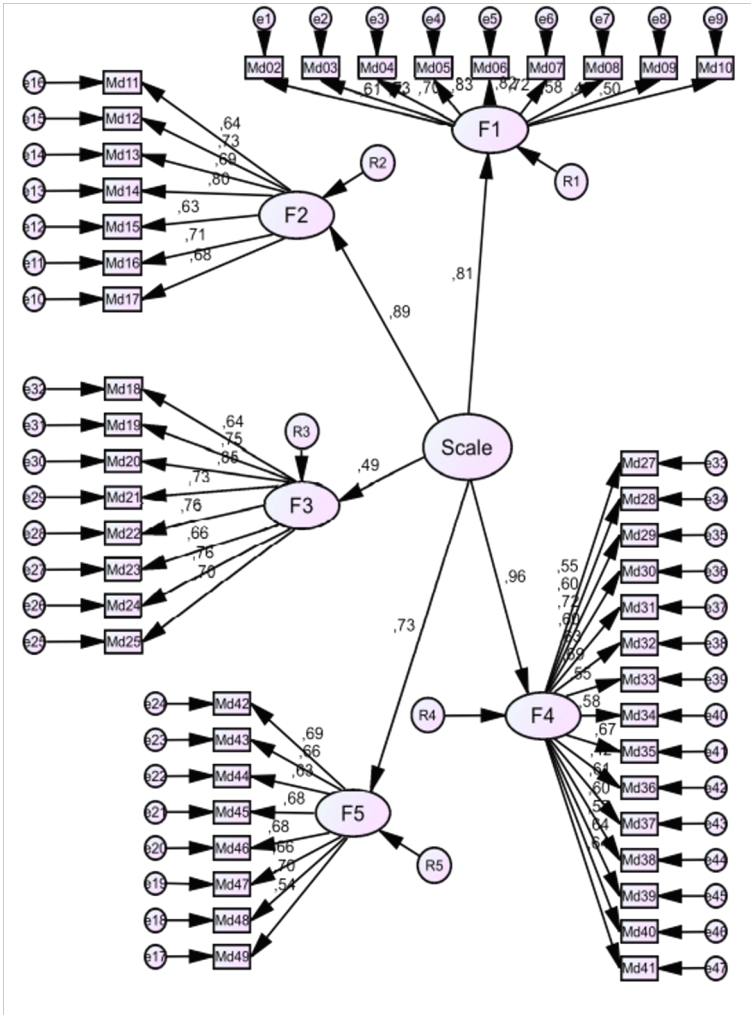 e1 e2 e3 e4 e5 e6 e7 e8 e9
Md02 Md03 Md04 Md05 Md06 Md07 Md08 Md09 Md10
,61 ,70 ,83 ,72 ,58 ,50
F1
R1
,81
e16 Md11
e15 Md12
e14 Md13
e13 Md14
e12 Md15
e11 Md16
e10 Md17
,64
,73
,69
,80
,63
,71
,68
F2
R2
,89
Scale
e32 Md18
e31 Md19
e30 Md20
e29 Md21
e28 Md22
e27 Md23
e26 Md24
e25 Md25
,64
,75
,85
,73
,76
,66
,76
,70
R3
F3
,49
,96
,73
Md27 e33
Md28 e34
Md29 e35
Md30 e36
Md31 e37
Md32 e38
Md33 e39
Md34 e40
Md35 e41
Md36 e42
Md37 e43
Md38 e44
Md39 e45
Md40 e46
Md41 e47
,55
,60
,72
,60
,55
,58
,67
,61
,60
,64
R4
F4
e24 Md42
e23 Md43
e22 Md44
e21 Md45
e20 Md46
e19 Md47
e18 Md48
e17 Md49
,69
,66
,63
,68
,68
,66
,70
,54
F5
R5